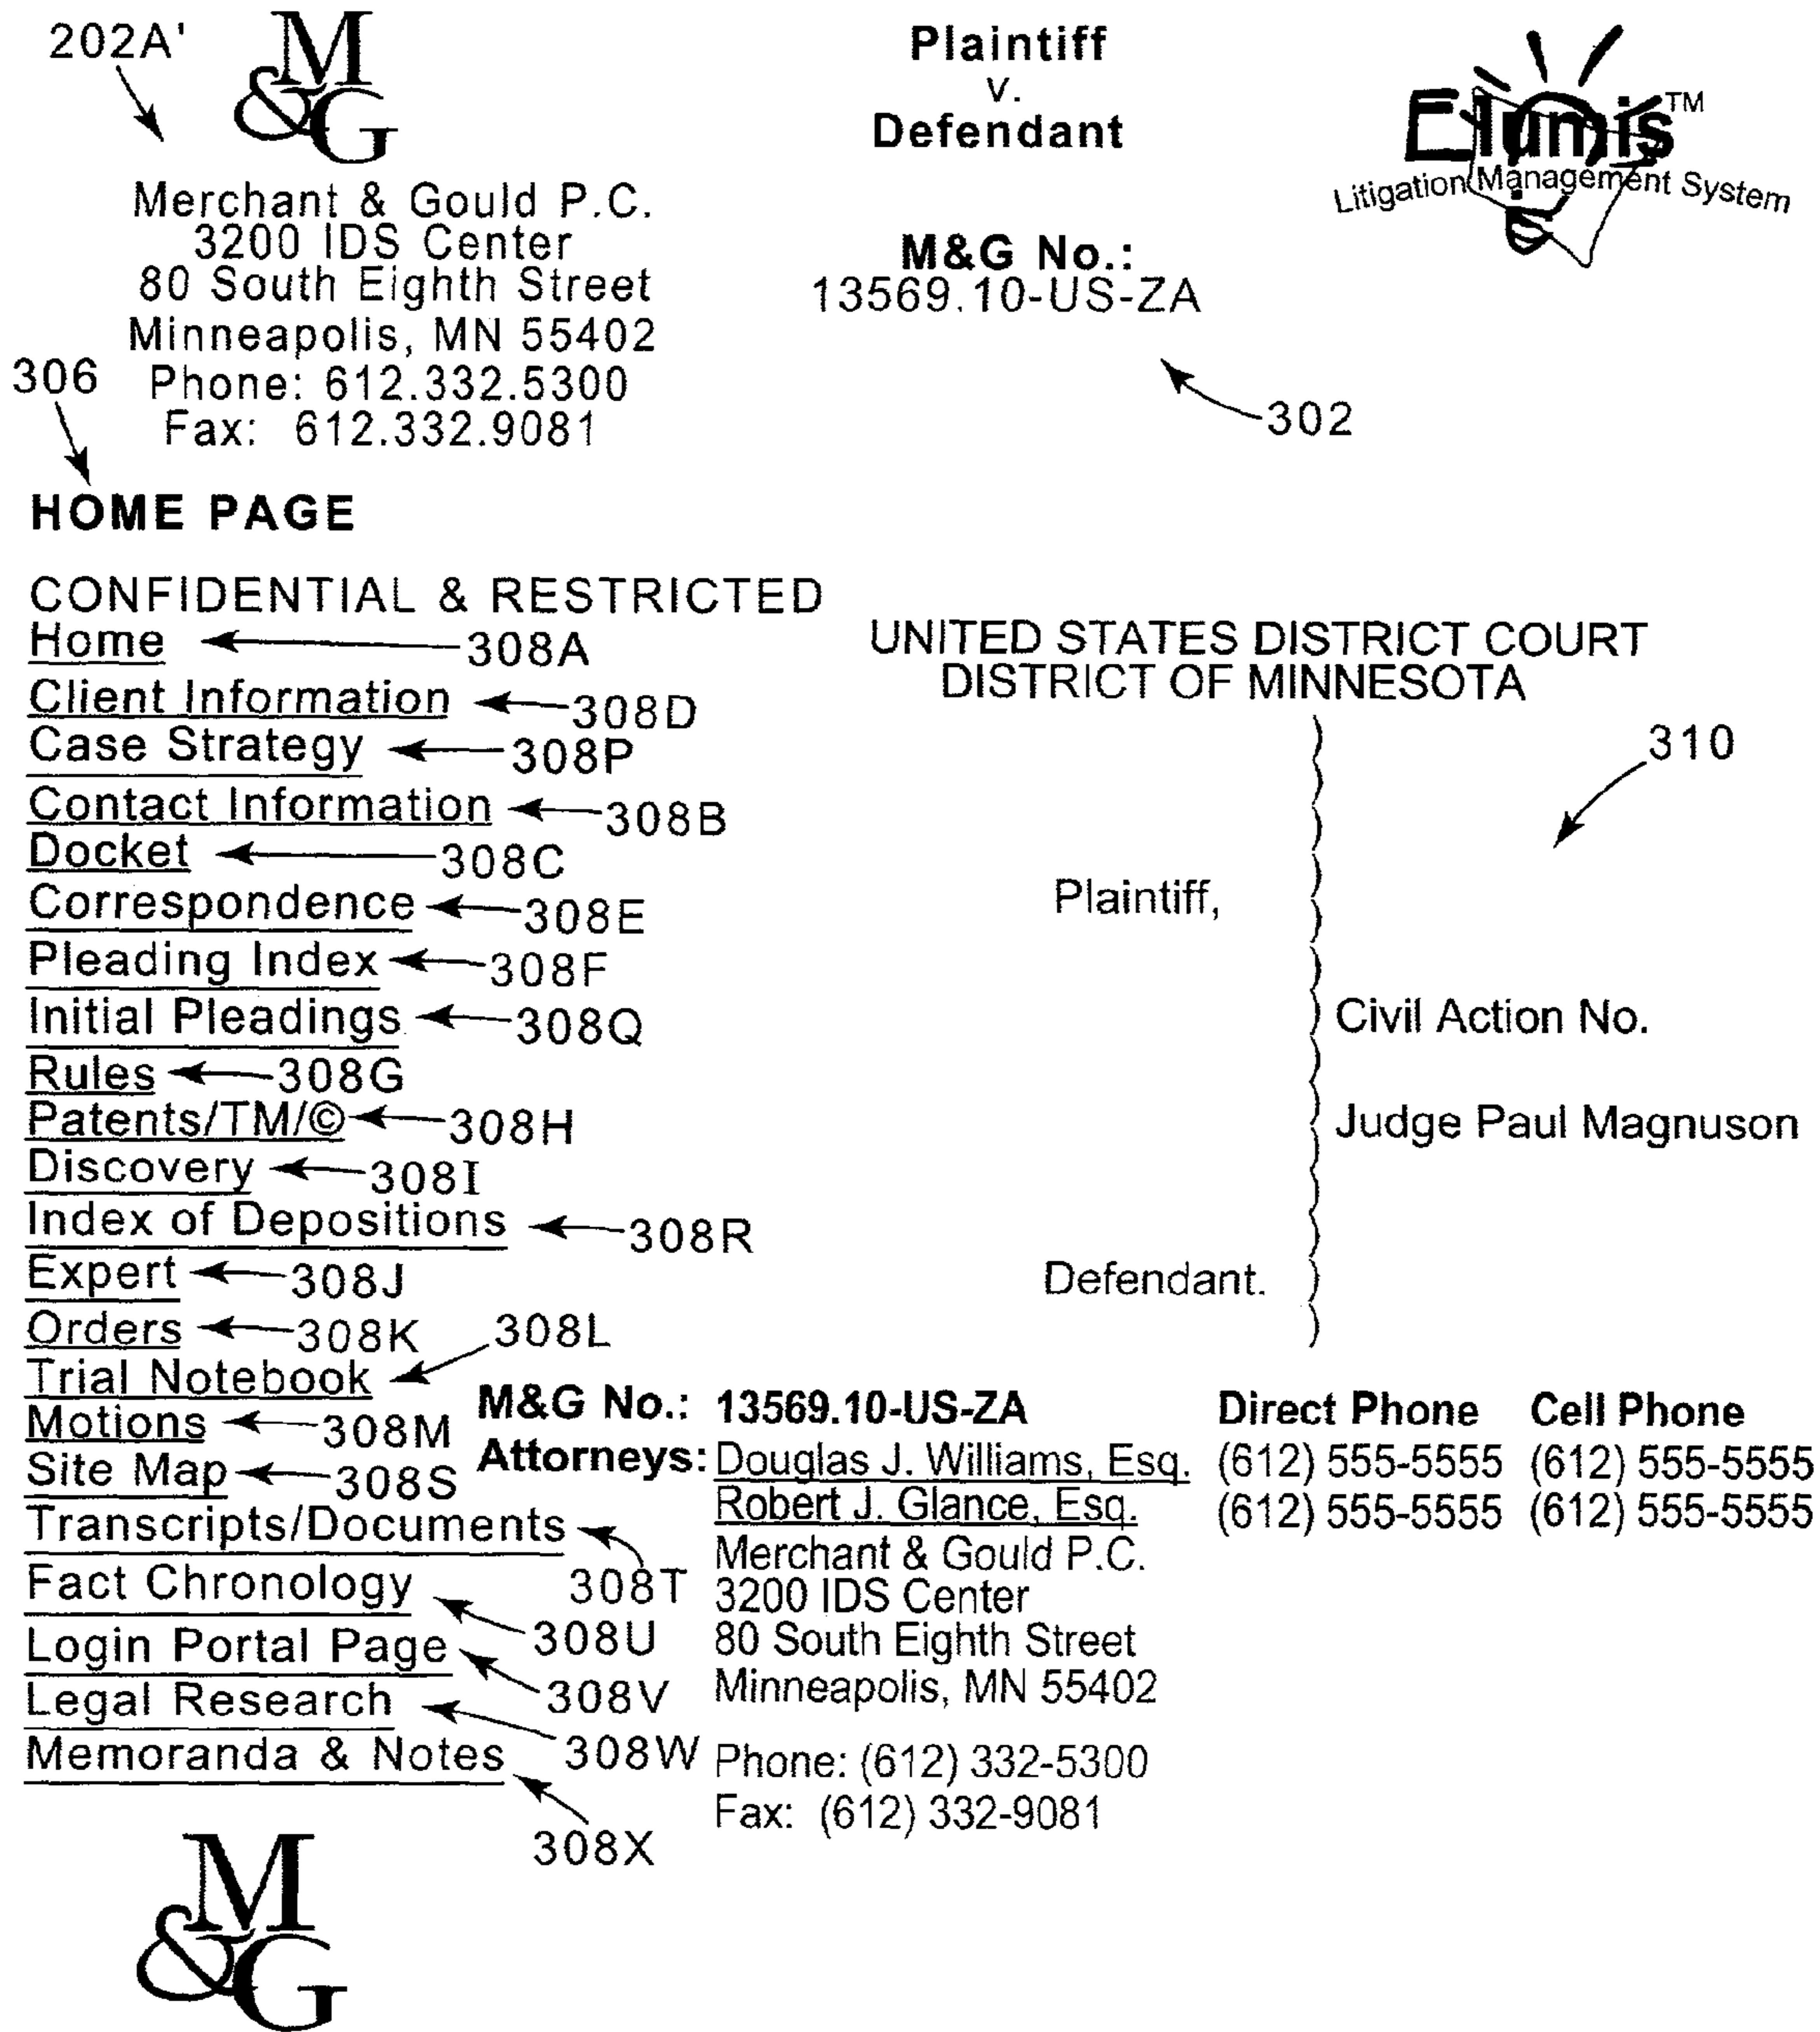 202A'
M
&G
Merchant & Gould P.C.
3200 IDS Center
80 South Eighth Street
Minneapolis, MN 55402
Phone: 612.332.5300
Fax: 612.332.9081
306
Plaintiff
v.
Defendant
M&G No.:
13569.10-US-ZA
302
Elumis™
Litigation Management System
HOME PAGE
CONFIDENTIAL & RESTRICTED
Home 308A
Client Information 308D
Case Strategy 308P
Contact Information 308B
Docket 308C
Correspondence 308E
Pleading Index 308F
Initial Pleadings 308Q
Rules 308G
Patents/TM/© 308H
Discovery 308I
Index of Depositions 308R
Expert 308J
Orders 308K
Trial Notebook 308L
Motions 308M
Site Map 308S
Transcripts/Documents 308T
Fact Chronology 308U
Login Portal Page 308V
Legal Research 308W
Memoranda & Notes 308X
UNITED STATES DISTRICT COURT
DISTRICT OF MINNESOTA
310
Plaintiff,
Civil Action No.
Judge Paul Magnuson
Defendant.
M&G No.: 13569.10-US-ZA Direct Phone Cell Phone
Attorneys: Douglas J. Williams, Esq. (612) 555-5555 (612) 555-5555
Robert J. Glance, Esq. (612) 555-5555 (612) 555-5555
Merchant & Gould P.C.
3200 IDS Center
80 South Eighth Street
Minneapolis, MN 55402
Phone: (612) 332-5300
Fax: (612) 332-9081
M
&G